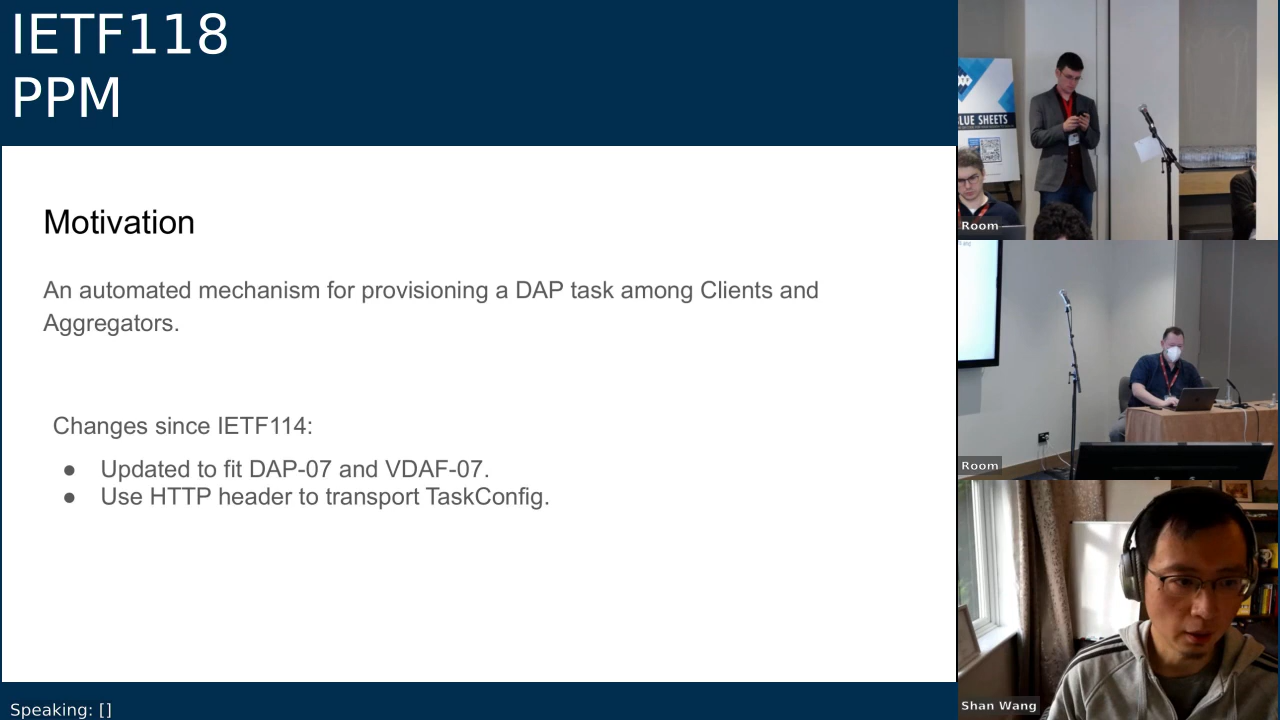 IETF118
PPM
Motivation
An automated mechanism for provisioning a DAP task among Clients and
Aggregators.
Changes since IETF114:
● Updated to fit DAP-07 and VDAF-07.
● Use HTTP header to transport TaskConfig.
Speaking: []
BLUE SHEETS
Room
Room
Shan Wang